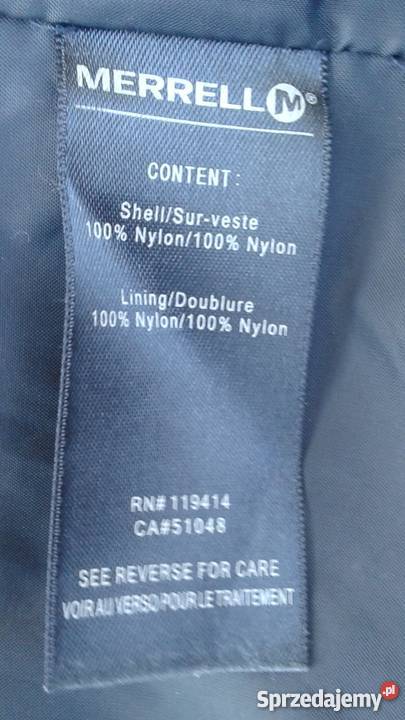 MERRELL M®
CONTENT:
Shell/Sur-veste
100% Nylon/100% Nylon
Lining/Doublure
100% Nylon/100% Nylon
RN# 119414
CA#51048
SEE REVERSE FOR CARE
VOIR AU VERSO POUR LE TRAITEMENT
Sprzedajemy.pl